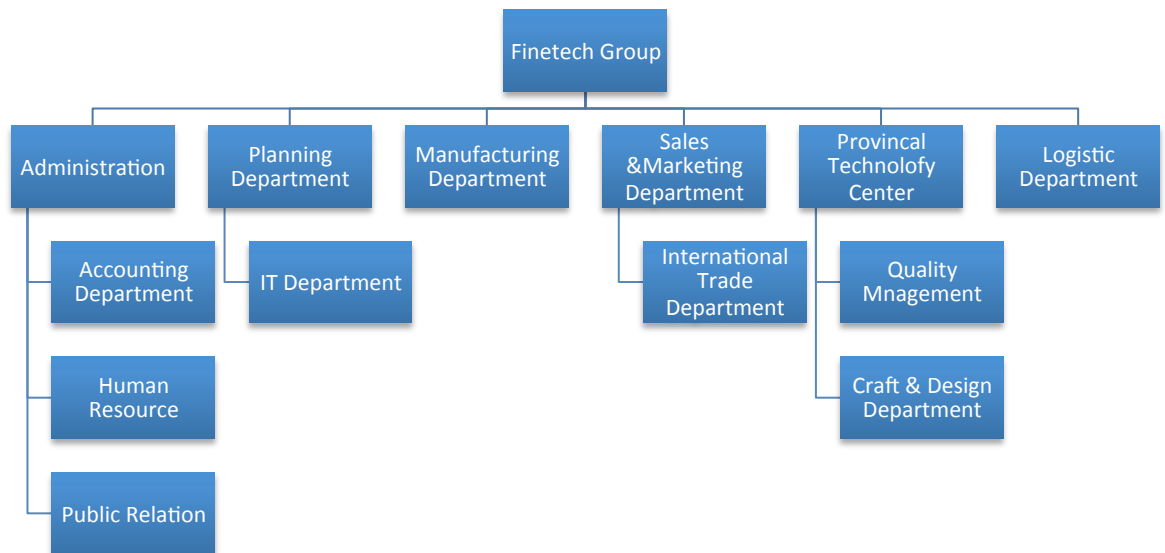 Finetech Group
Administration
Planning
Department
Manufacturing
Department
Sales
&Marketing
Department
Provincal
Technolofy
Center
Logistic
Department
Accounting
Department
IT Department
International
Trade
Department
Quality
Mnagement
Human
Resource
Craft & Design
Department
Public Relation